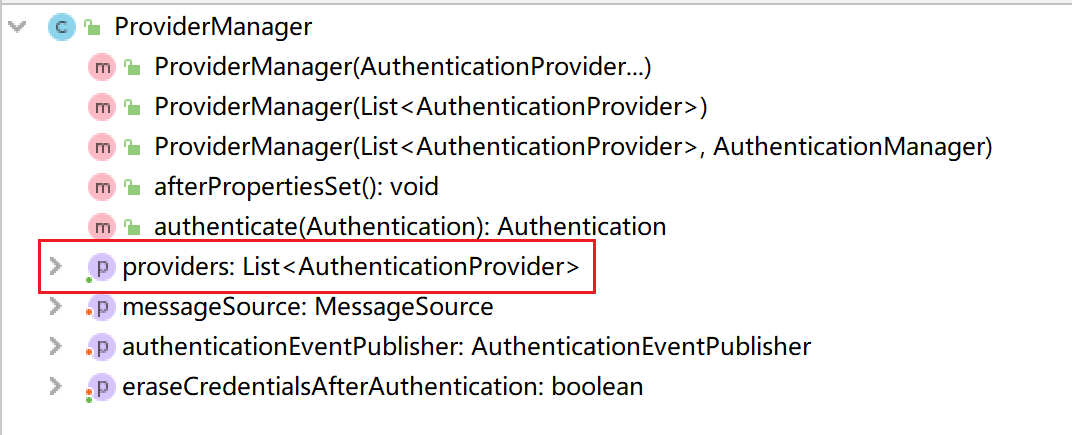 C ProviderManager
m ProviderManager(AuthenticationProvider...)
m ProviderManager(List<AuthenticationProvider>)
m ProviderManager(List<AuthenticationProvider>, AuthenticationManager)
m afterPropertiesSet(): void
m authenticate(Authentication): Authentication
p providers: List<AuthenticationProvider>
p messageSource: MessageSource
p authenticationEventPublisher: AuthenticationEventPublisher
p eraseCredentialsAfterAuthentication: boolean